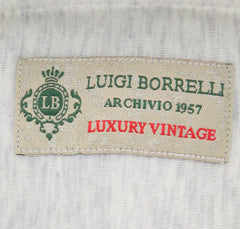 LB
LUIGI BORRELLI
ARCHIVIO 1957
LUXURY VINTAGE